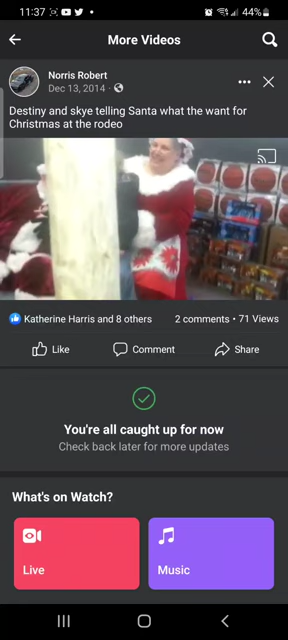 11:37
44%
More Videos
Norris Robert
Dec 13, 2014 ·
Destiny and skye telling Santa what the want for
Christmas at the rodeo
Katherine Harris and 8 others
2 comments • 71 Views
Like
Comment
Share
You're all caught up for now
Check back later for more updates
What's on Watch?
Live
Music